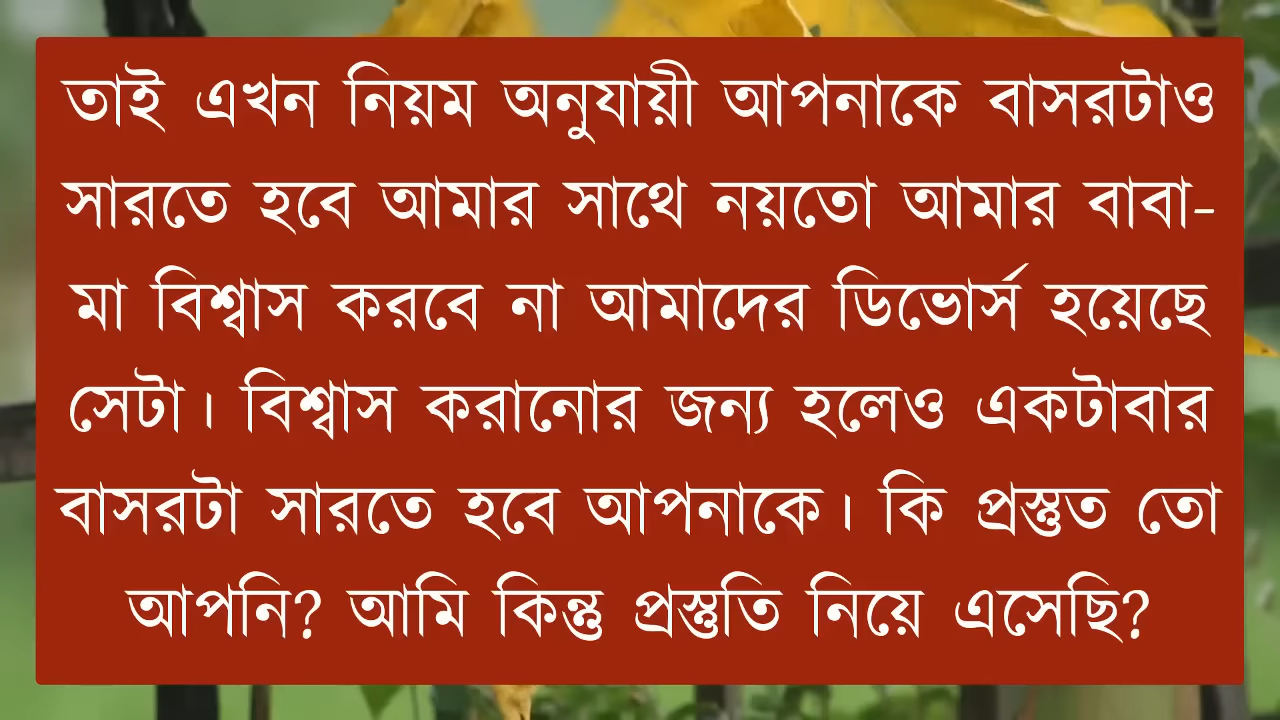 তাই এখন নিয়ম অনুযায়ী আপনাকে বাসরটাও
সারতে হবে আমার সাথে নয়তো আমার বাবা-
মা বিশ্বাস করবে না আমাদের ডিভোর্স হয়েছে
সেটা। বিশ্বাস করানোর জন্য হলেও একটাবার
বাসরটা সারতে হবে আপনাকে। কি প্রস্তুত তো
আপনি? আমি কিন্তু প্রস্তুতি নিয়ে এসেছি?